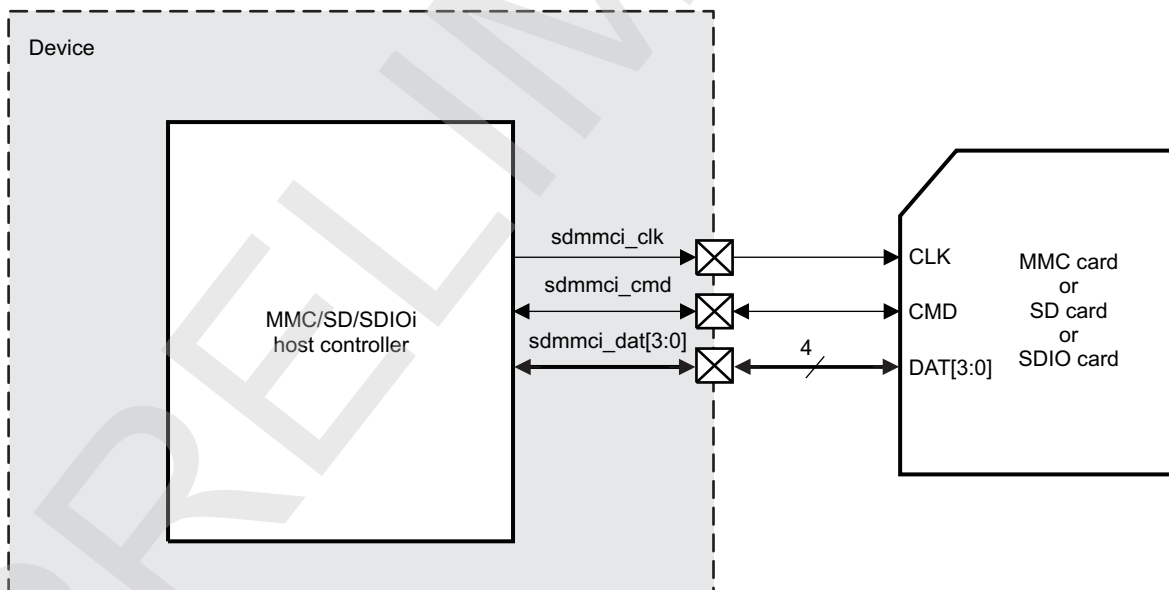 Device
MMC/SD/SDIOi
host controller
sdmmci_clk
sdmmci_cmd
sdmmci_dat[3:0]
4
CLK
CMD
DAT[3:0]
MMC card
or
SD card
or
SDIO card